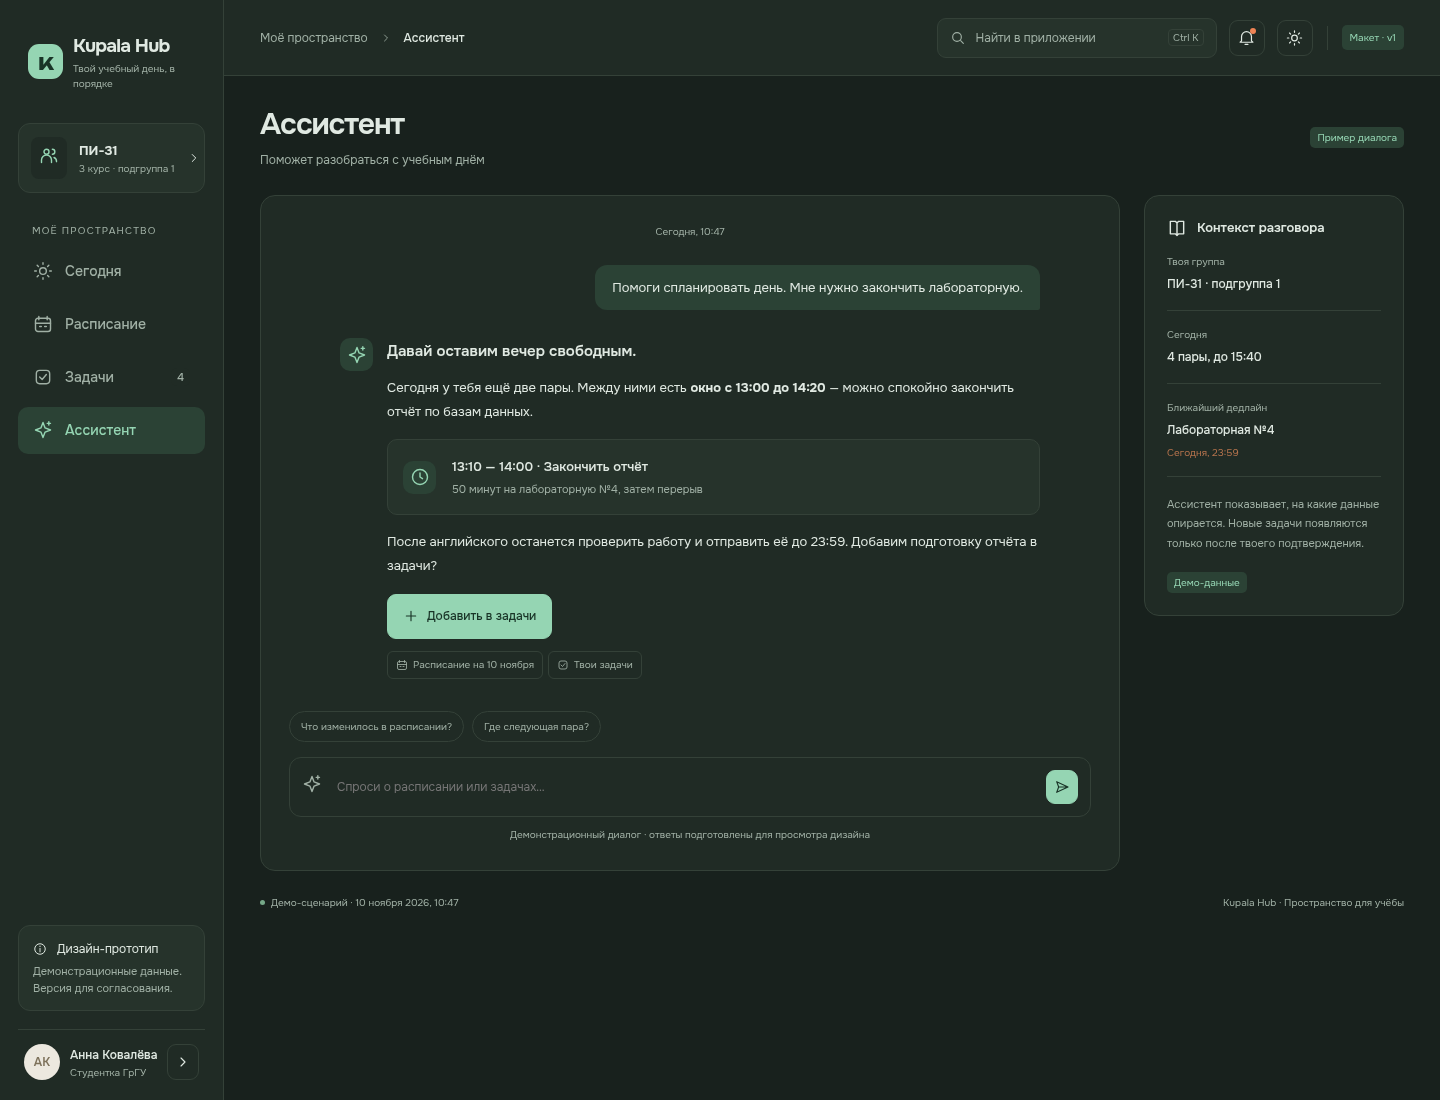 Kupala Hub
Твой учебный день, в
порядке
ПИ-31
3 курс · подгруппа 1
МОЁ ПРОСТРАНСТВО
Сегодня
Расписание
Задачи 4
Ассистент
Дизайн-прототип
Демонстрационные данные.
Версия для согласования.
АК
Анна Ковалёва
Студентка ГрГУ
Моё пространство > Ассистент
Найти в приложении Ctrl K
Макет · v1
Ассистент
Поможет разобраться с учебным днём
Пример диалога
Сегодня, 10:47
Помоги спланировать день. Мне нужно закончить лабораторную.
Давай оставим вечер свободным.
Сегодня у тебя ещё две пары. Между ними есть окно с 13:00 до 14:20 — можно спокойно закончить
отчёт по базам данных.
13:10 — 14:00 · Закончить отчёт
50 минут на лабораторную №4, затем перерыв
После английского останется проверить работу и отправить её до 23:59. Добавим подготовку отчёта в
задачи?
Добавить в задачи
Расписание на 10 ноября
Твои задачи
Что изменилось в расписании?
Где следующая пара?
Спроси о расписании или задачах...
Демонстрационный диалог · ответы подготовлены для просмотра дизайна
Контекст разговора
Твоя группа
ПИ-31 · подгруппа 1
Сегодня
4 пары, до 15:40
Ближайший дедлайн
Лабораторная №4
Сегодня, 23:59
Ассистент показывает, на какие данные
опирается. Новые задачи появляются
только после твоего подтверждения.
Демо-данные
Демо-сценарий · 10 ноября 2026, 10:47
Kupala Hub · Пространство для учёбы